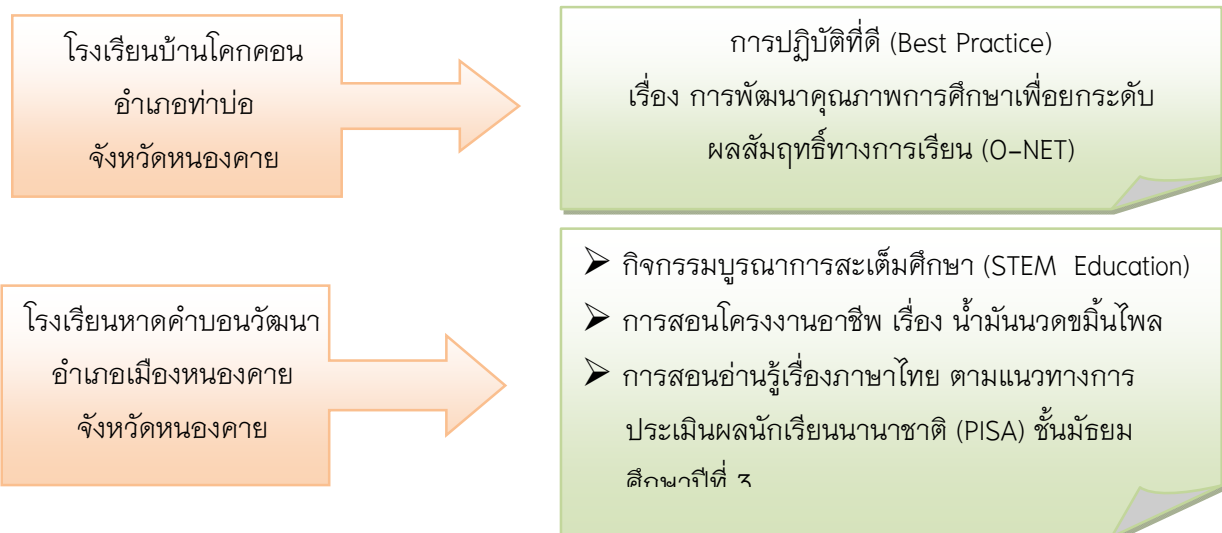 โรงเรียนบ้านโคกคอน
อำเภอท่าบ่อ
จังหวัดหนองคาย
การปฏิบัติที่ดี (Best Practice)
เรื่อง การพัฒนาคุณภาพการศึกษาเพื่อยกระดับ
ผลสัมฤทธิ์ทางการเรียน (O-NET)
โรงเรียนหาดคำบอนวัฒนา
อำเภอเมืองหนองคาย
จังหวัดหนองคาย
➢ กิจกรรมบูรณาการสะเต็มศึกษา (STEM Education)
➢ การสอนโครงงานอาชีพ เรื่อง น้ำมันนวดขมิ้นไพล
➢ การสอนอ่านรู้เรื่องภาษาไทย ตามแนวทางการ
ประเมินผลนักเรียนนานาชาติ (PISA) ชั้นมัธยม
ศึกษาปีที่ 3